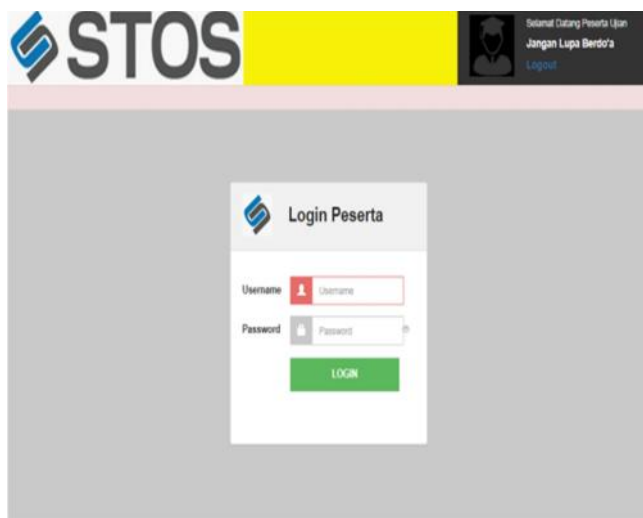 STOS
Selamat Datang Peserta Ujian
Jangan Lupa Berdo'a
Logout
Login Peserta
Username Username
Password Password
LOGIN